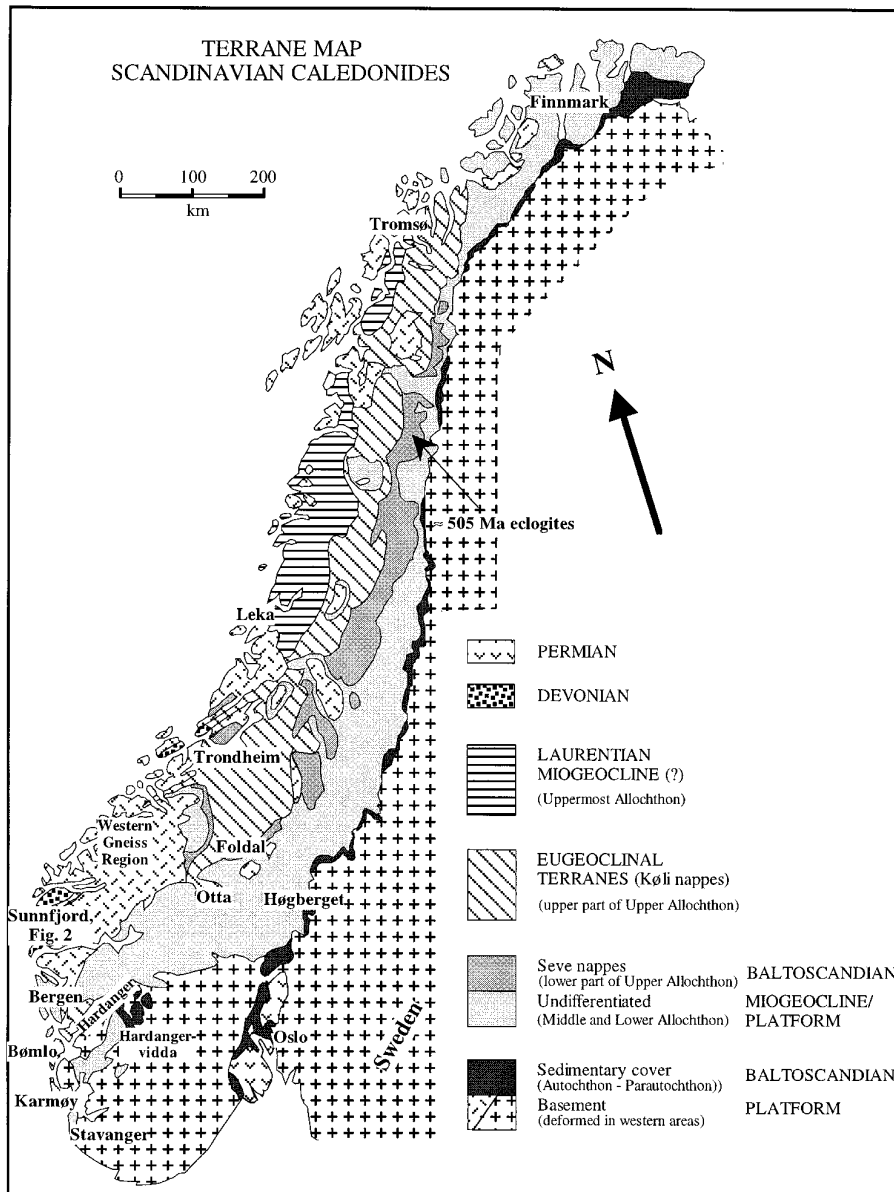 TERRANE MAP
SCANDINAVIAN CALEDONIDES
Finnmark
0 100 200
km
Tromsø
N
≈ 505 Ma eclogites
Leka
PERMIAN
DEVONIAN
Trondheim
LAURENTIAN
MIOGEOCLINE (?)
(Uppermost Allochthon)
Western
Gneiss
Region
Foldal
EUGEOCLINAL
TERRANES (Køli nappes)
(upper part of Upper Allochthon)
Otta
Høgberget
Sunnfjord,
Fig. 2
Seve nappes
(lower part of Upper Allochthon) BALTOSCANDIAN
Undifferentiated MIOGEOCLINE/
(Middle and Lower Allochthon) PLATFORM
Bergen
Hardanger
Hardanger-
vidda
Oslo
Sweden
Bømlo
Karmøy
Stavanger
Sedimentary cover BALTOSCANDIAN
(Autochthon - Parautochthon))
Basement PLATFORM
(deformed in western areas)